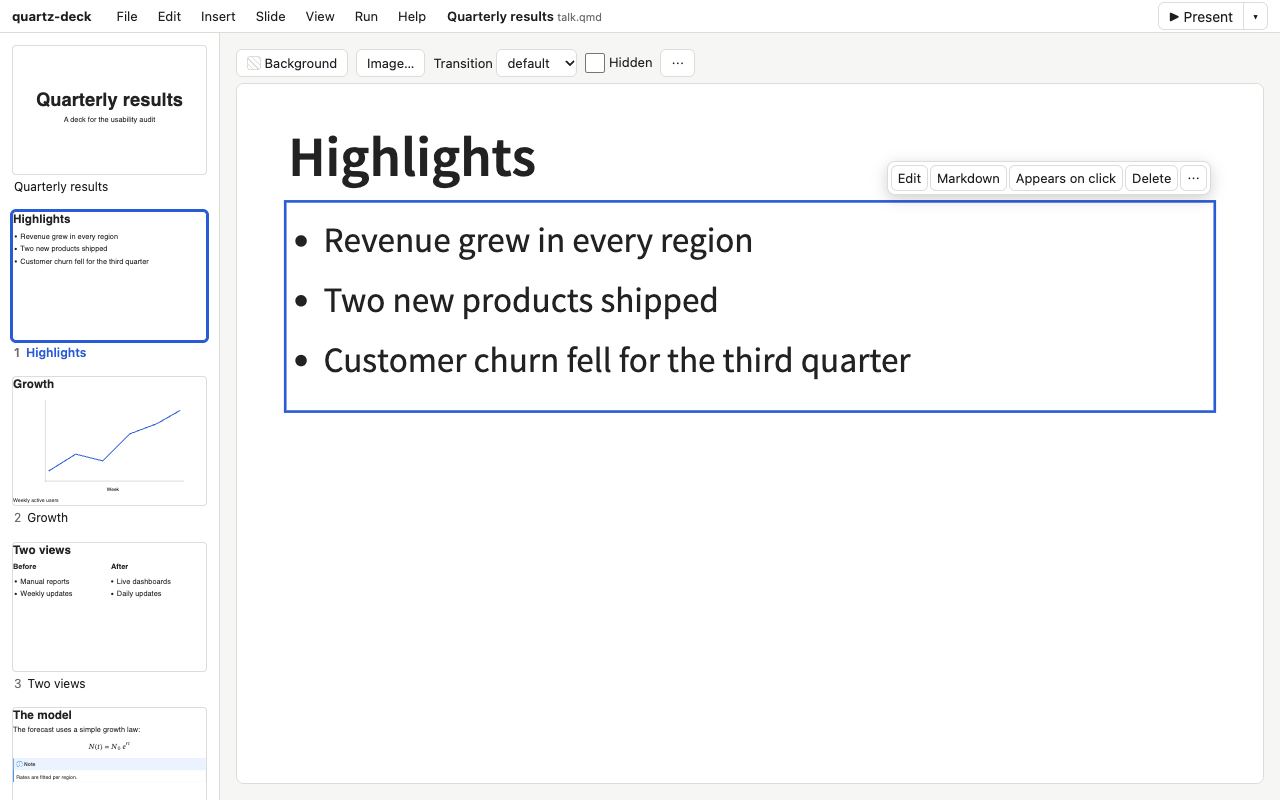 quartz-deck File Edit Insert Slide View Run Help Quarterly results talk.qmd ▶ Present ▾
Quarterly results
A deck for the usability audit
Quarterly results
Highlights
• Revenue grew in every region
• Two new products shipped
• Customer churn fell for the third quarter
1 Highlights
Growth
Week
Weekly active users
2 Growth
Two views
Before After
• Manual reports • Live dashboards
• Weekly updates • Daily updates
3 Two views
The model
The forecast uses a simple growth law:
N(t) = N₀ eʳᵗ
Note
Rates are fitted per region.
Background Image... Transition default Hidden ···
Highlights
Edit Markdown Appears on click Delete ···
• Revenue grew in every region
• Two new products shipped
• Customer churn fell for the third quarter